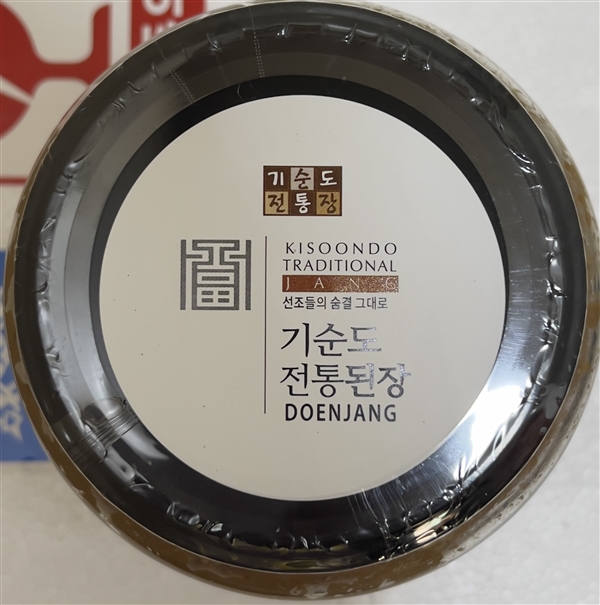 기순도
전통장
KISOONDO
TRADITIONAL
JANG
선조들의 숨결 그대로
기순도
전통된장
DOENJANG